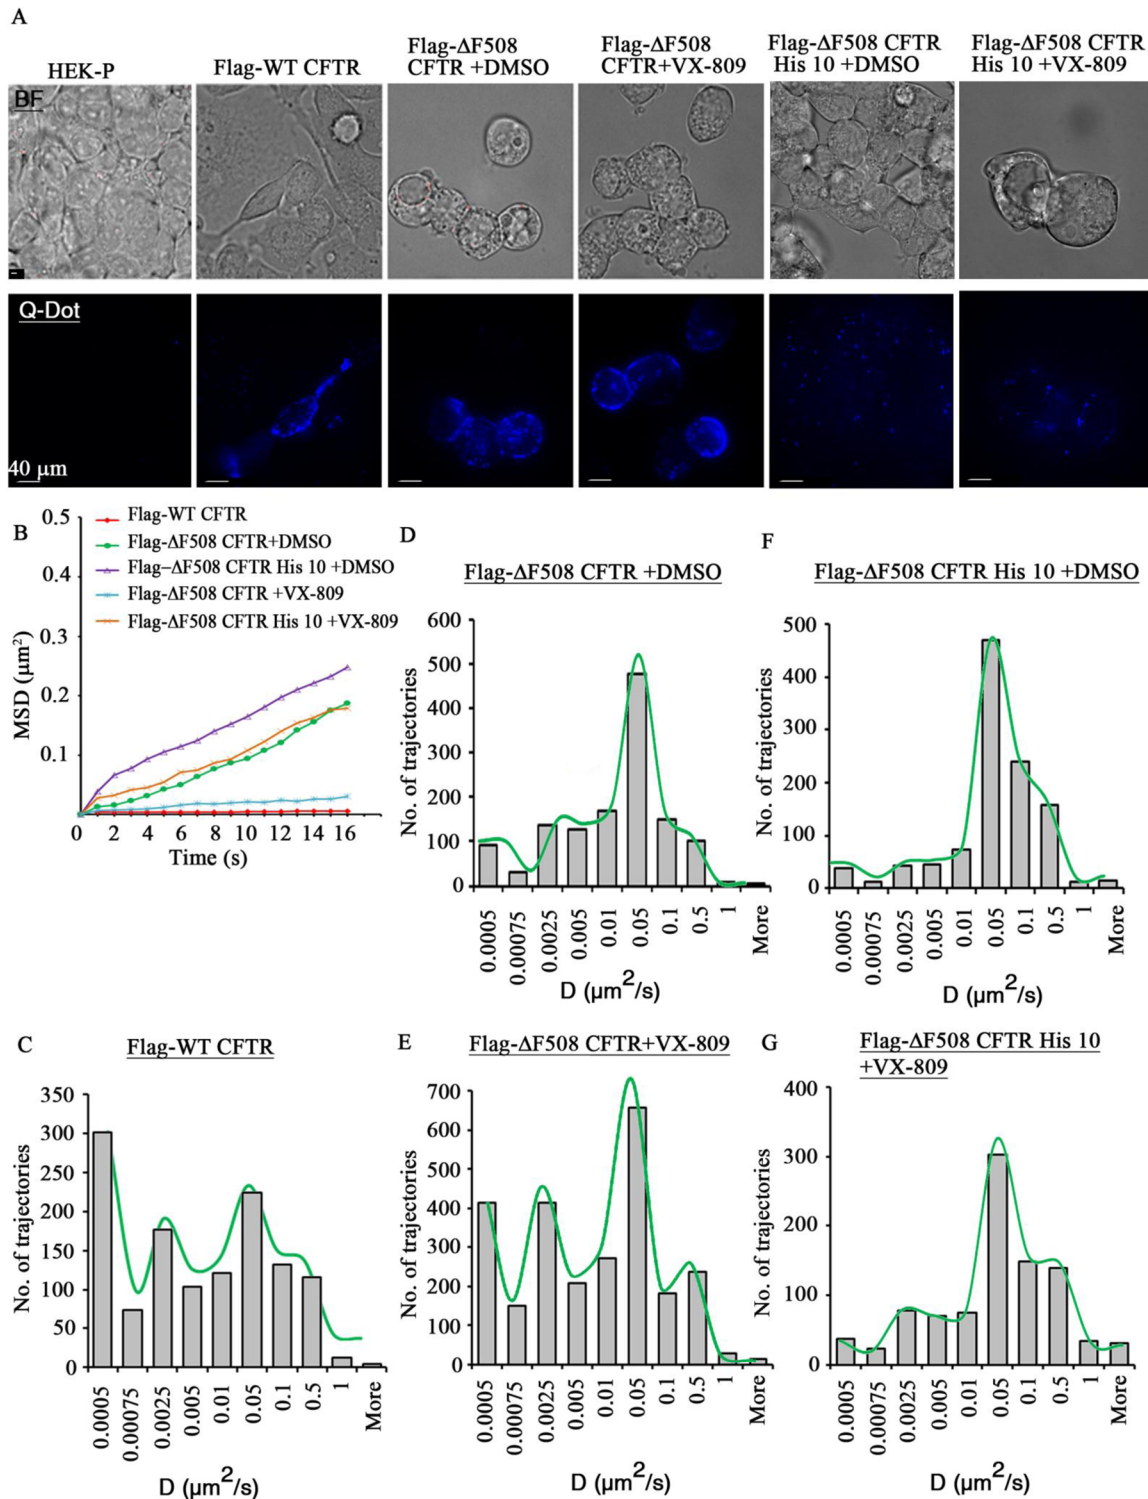 A
HEK-P
Flag-WT CFTR
Flag-ΔF508
CFTR +DMSO
Flag-ΔF508
CFTR+VX-809
Flag-ΔF508 CFTR
His 10 +DMSO
Flag-ΔF508 CFTR
His 10 +VX-809
BF
Q-Dot
40 μm
B
0.5
0.4
0.3
0.2
0.1
0
2
4
6
8
10
12
14
16
MSD (μm²)
Time (s)
Flag-WT CFTR
Flag-ΔF508 CFTR+DMSO
Flag–ΔF508 CFTR His 10 +DMSO
Flag-ΔF508 CFTR +VX-809
Flag-ΔF508 CFTR His 10 +VX-809
D
Flag-ΔF508 CFTR +DMSO
No. of trajectories
600
500
400
300
200
100
0
0.0005
0.00075
0.0025
0.005
0.01
0.05
0.1
0.5
1
More
D (μm²/s)
F
Flag-ΔF508 CFTR His 10 +DMSO
No. of trajectories
500
400
300
200
100
0
0.0005
0.00075
0.0025
0.005
0.01
0.05
0.1
0.5
1
More
D (μm²/s)
C
Flag-WT CFTR
No. of trajectories
350
300
250
200
150
100
50
0
0.0005
0.00075
0.0025
0.005
0.01
0.05
0.1
0.5
1
More
D (μm²/s)
E
Flag-ΔF508 CFTR+VX-809
No. of trajectories
700
600
500
400
300
200
100
0
0.0005
0.00075
0.0025
0.005
0.01
0.05
0.1
0.5
1
More
D (μm²/s)
G
Flag-ΔF508 CFTR His 10
+VX-809
No. of trajectories
400
300
200
100
0
0.0005
0.00075
0.0025
0.005
0.01
0.05
0.1
0.5
1
More
D (μm²/s)